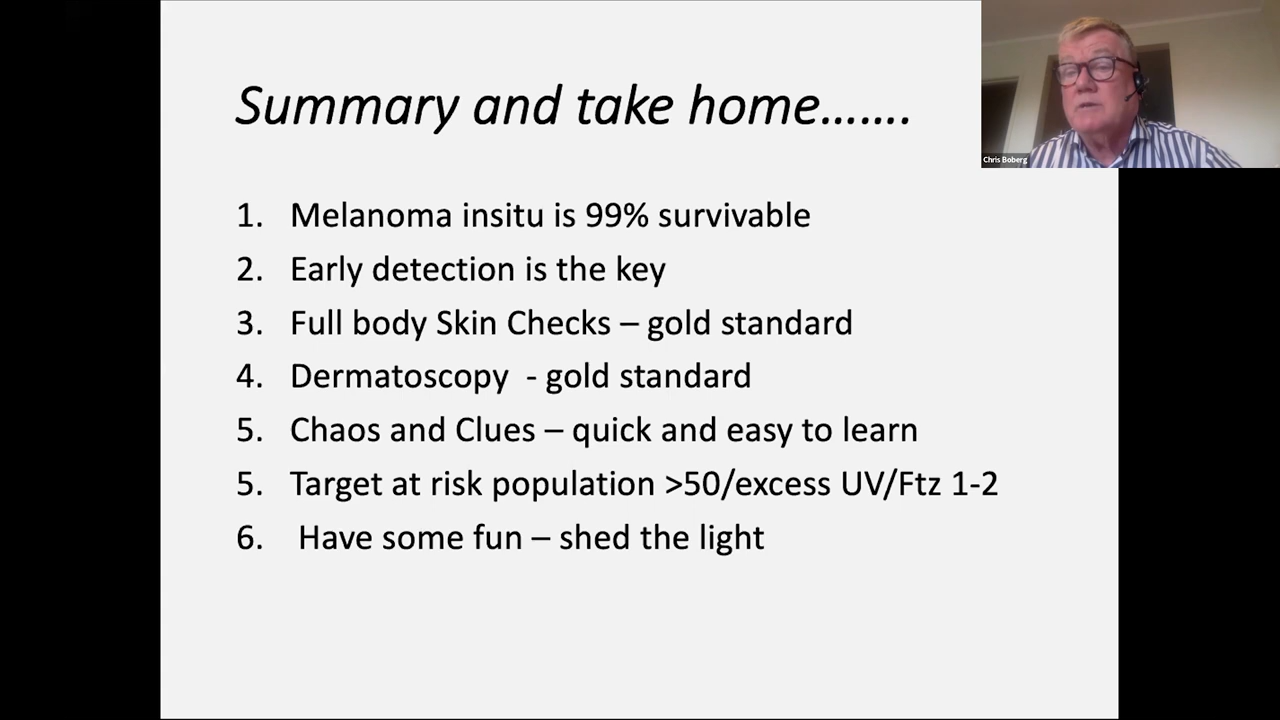 Summary and take home…….
1. Melanoma insitu is 99% survivable
2. Early detection is the key
3. Full body Skin Checks – gold standard
4. Dermatoscopy - gold standard
5. Chaos and Clues – quick and easy to learn
5. Target at risk population >50/excess UV/Ftz 1-2
6. Have some fun – shed the light
Chris Boberg